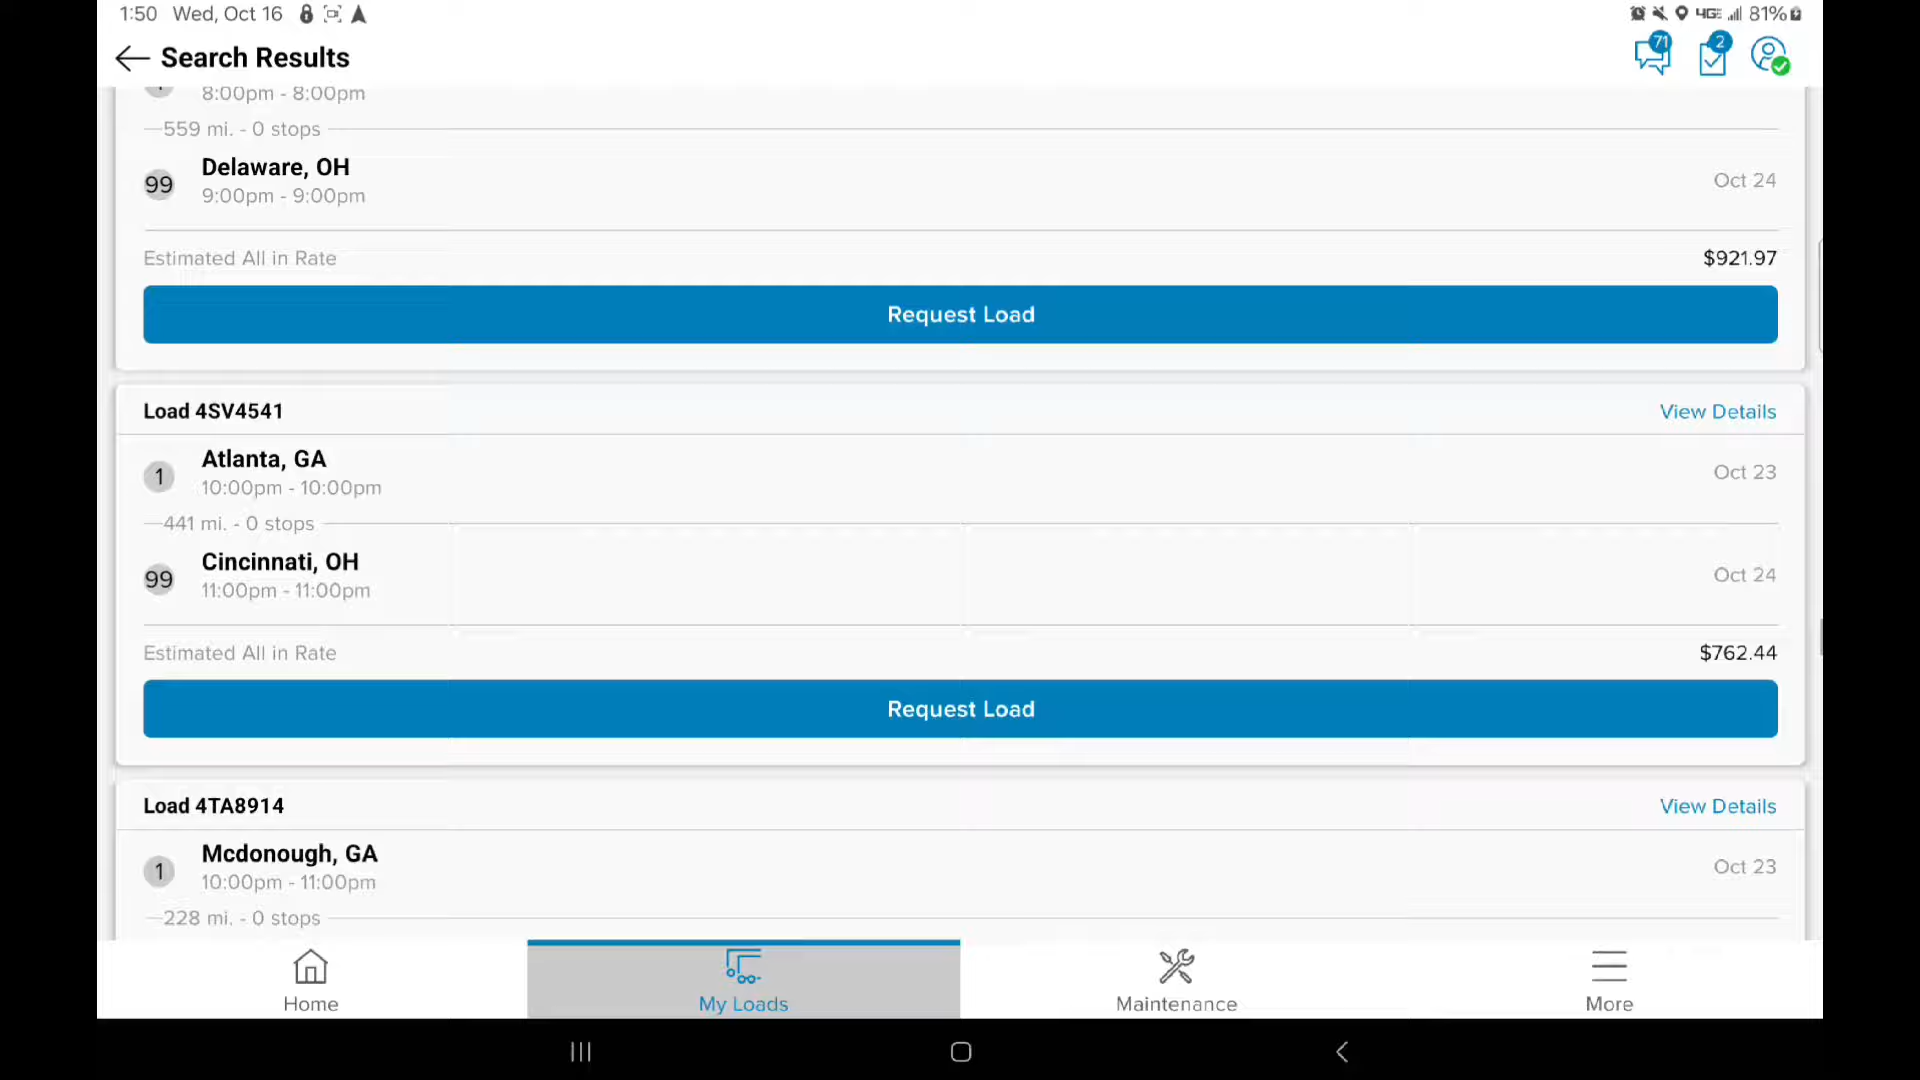 1:50 Wed, Oct 16 4GE 81%
Search Results 71 2
8:00pm - 8:00pm
559 mi. - 0 stops
99 Delaware, OH Oct 24
9:00pm - 9:00pm
Estimated All in Rate $921.97
Request Load
Load 4SV4541 View Details
1 Atlanta, GA Oct 23
10:00pm - 10:00pm
441 mi. - 0 stops
99 Cincinnati, OH Oct 24
11:00pm - 11:00pm
Estimated All in Rate $762.44
Request Load
Load 4TA8914 View Details
1 Mcdonough, GA Oct 23
10:00pm - 11:00pm
228 mi. - 0 stops
Home My Loads Maintenance More